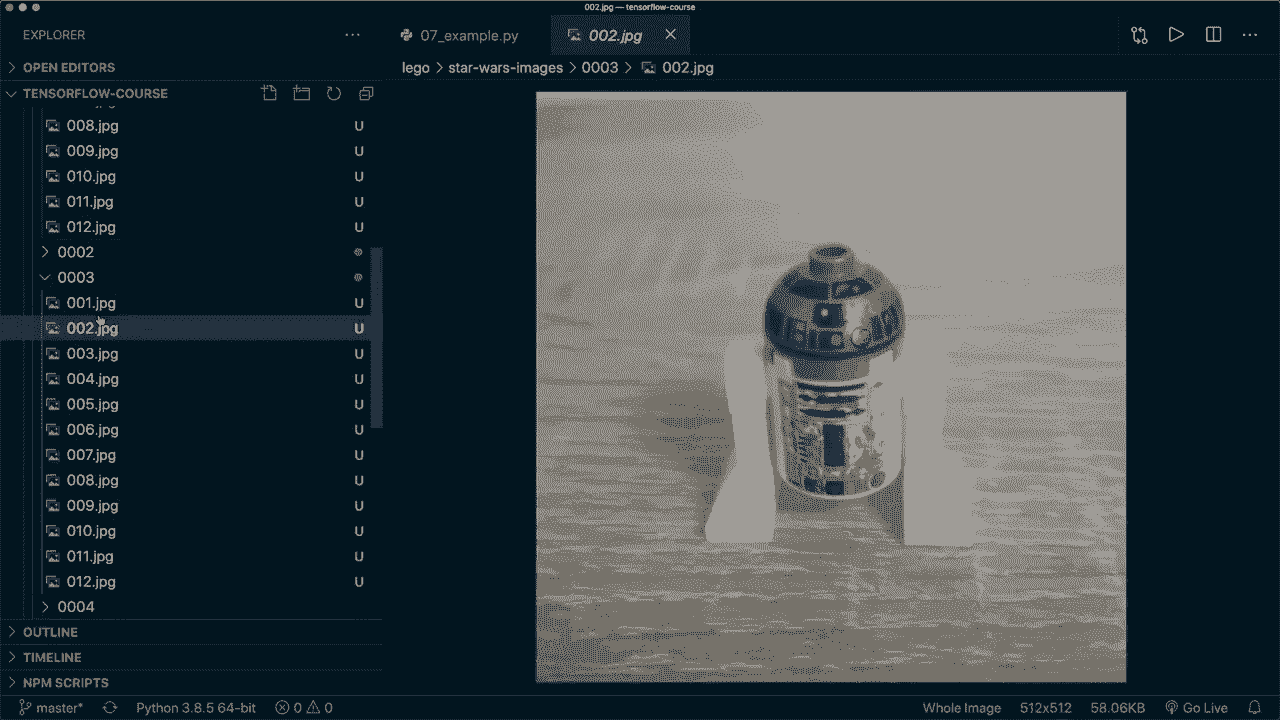 002.jpg — tensorflow-course
EXPLORER
07_example.py
002.jpg
OPEN EDITORS
lego
star-wars-images
0003
002.jpg
TENSORFLOW-COURSE
008.jpg U
009.jpg U
010.jpg U
011.jpg U
012.jpg U
0002
0003
001.jpg U
002.jpg U
003.jpg U
004.jpg U
005.jpg U
006.jpg U
007.jpg U
008.jpg U
009.jpg U
010.jpg U
011.jpg U
012.jpg U
0004
OUTLINE
TIMELINE
NPM SCRIPTS
master* Python 3.8.5 64-bit 0 0 Whole Image 512x512 58.06KB Go Live